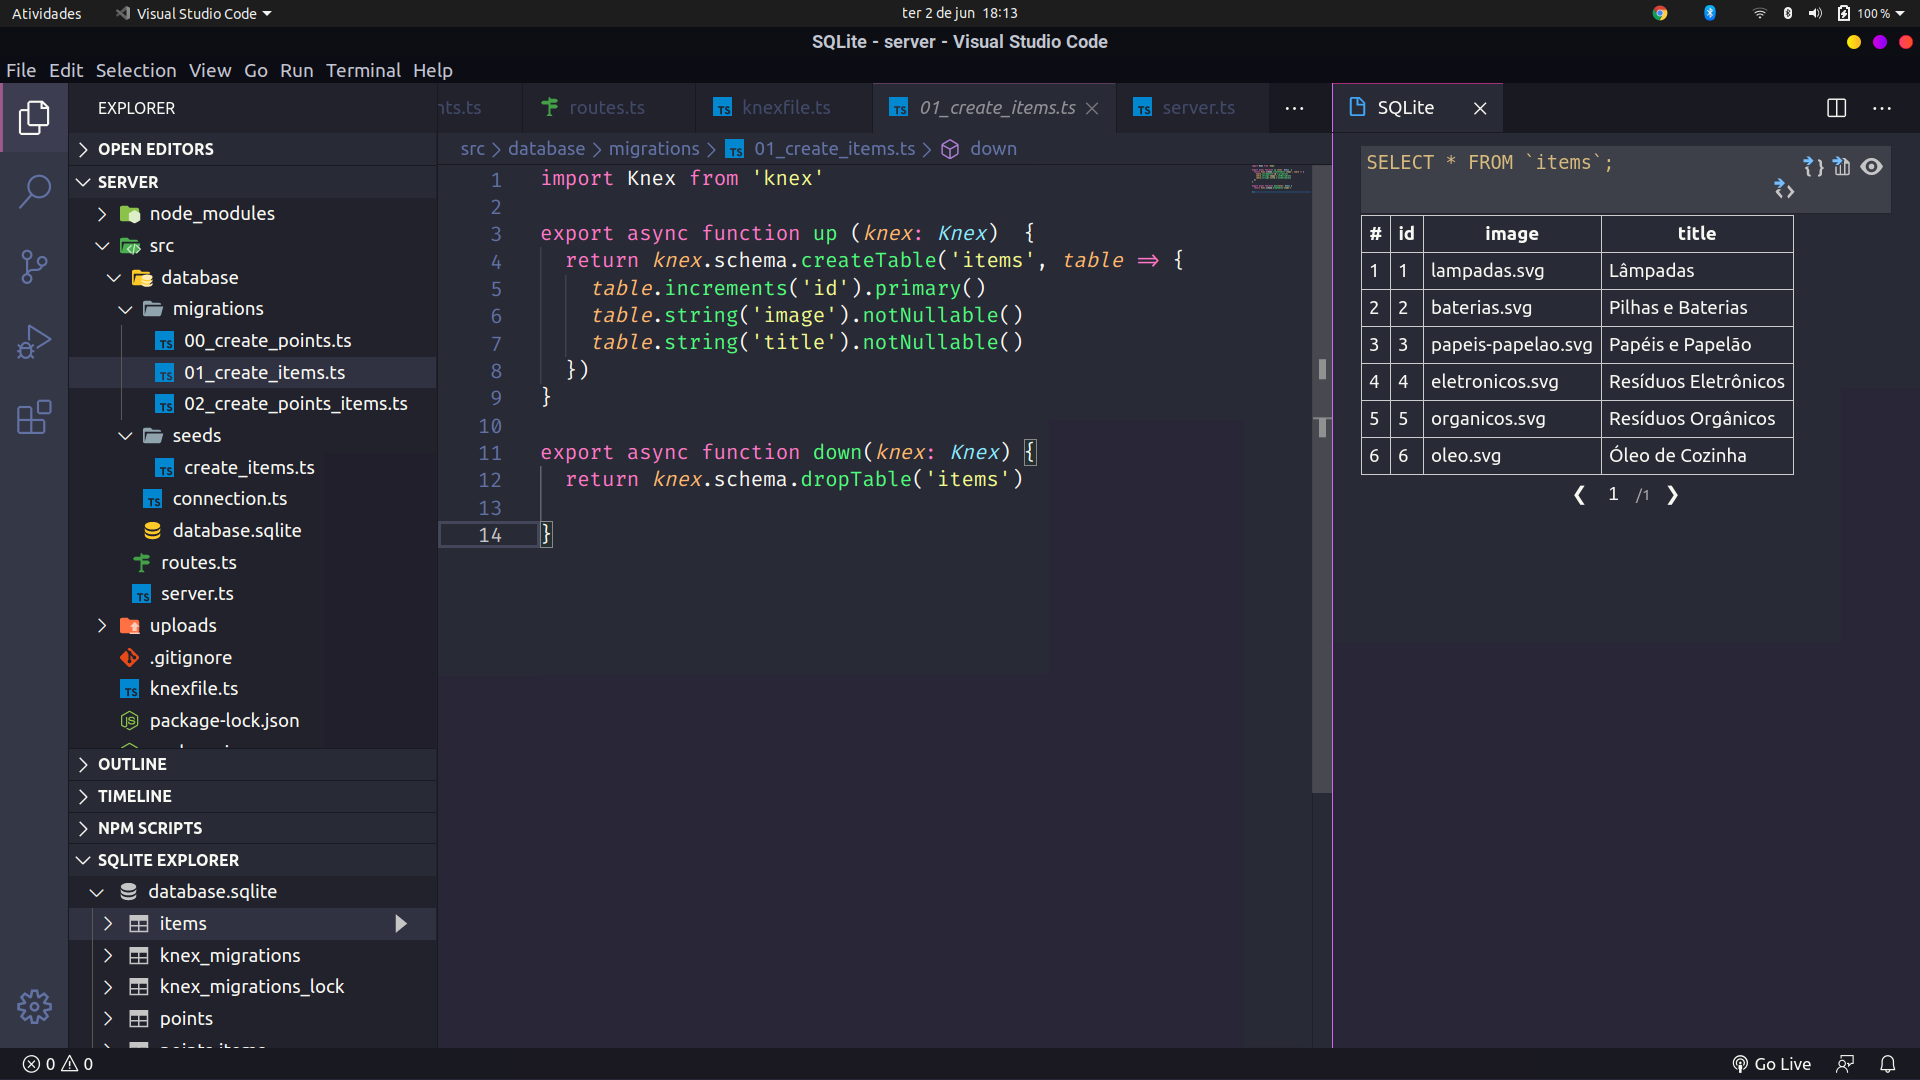 Atividades
Visual Studio Code
ter 2 de jun 18:13
100 %
SQLite - server - Visual Studio Code
File Edit Selection View Go Run Terminal Help
EXPLORER
OPEN EDITORS
SERVER
node_modules
src
database
migrations
00_create_points.ts
01_create_items.ts
02_create_points_items.ts
seeds
create_items.ts
connection.ts
database.sqlite
routes.ts
server.ts
uploads
.gitignore
knexfile.ts
package-lock.json
OUTLINE
TIMELINE
NPM SCRIPTS
SQLITE EXPLORER
database.sqlite
items
knex_migrations
knex_migrations_lock
points
nts.ts
routes.ts
knexfile.ts
01_create_items.ts
server.ts
src > database > migrations > 01_create_items.ts > down
1 import Knex from 'knex'
2
3 export async function up (knex: Knex) {
4 return knex.schema.createTable('items', table => {
5 table.increments('id').primary()
6 table.string('image').notNullable()
7 table.string('title').notNullable()
8 })
9 }
10
11 export async function down(knex: Knex) {
12 return knex.schema.dropTable('items')
13
14 }
SQLite
SELECT * FROM `items`;
# id image title
1 1 lampadas.svg Lâmpadas
2 2 baterias.svg Pilhas e Baterias
3 3 papeis-papelao.svg Papéis e Papelão
4 4 eletronicos.svg Resíduos Eletrônicos
5 5 organicos.svg Resíduos Orgânicos
6 6 oleo.svg Óleo de Cozinha
1 /1
0 0
Go Live